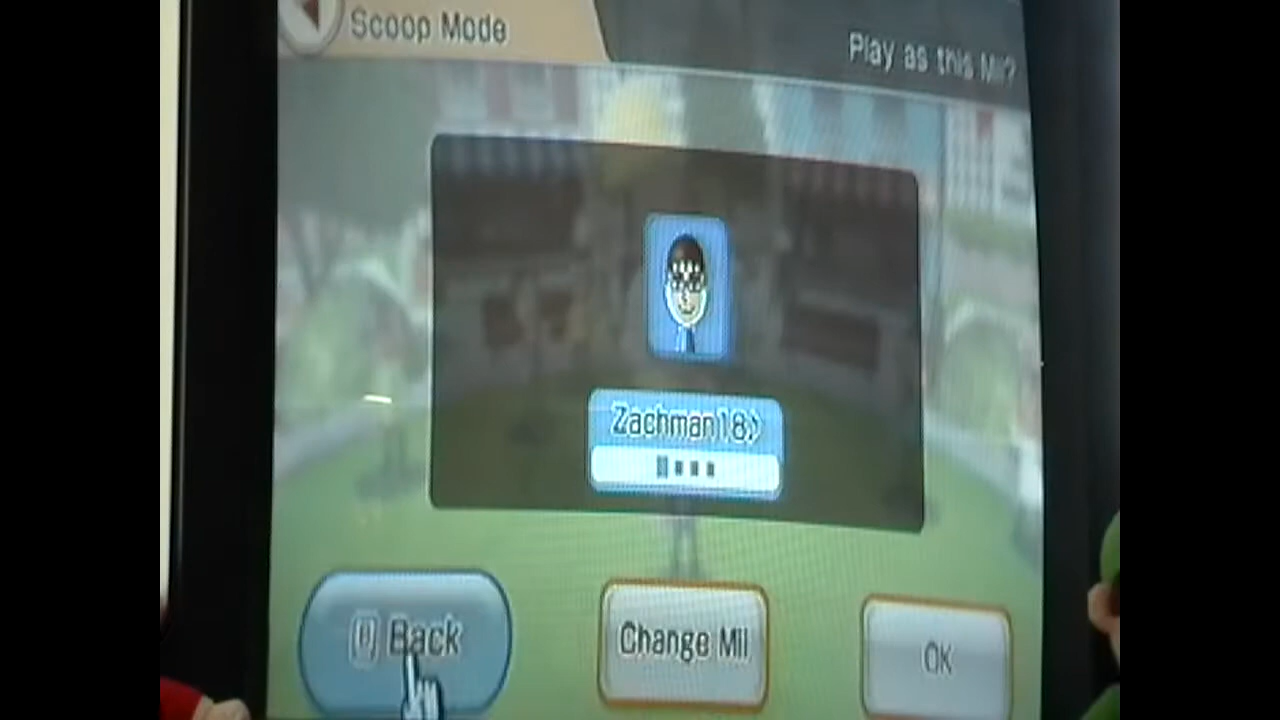 Scoop Mode
Play as this Mii?
Zachman18♪
Back
Change Mii
OK